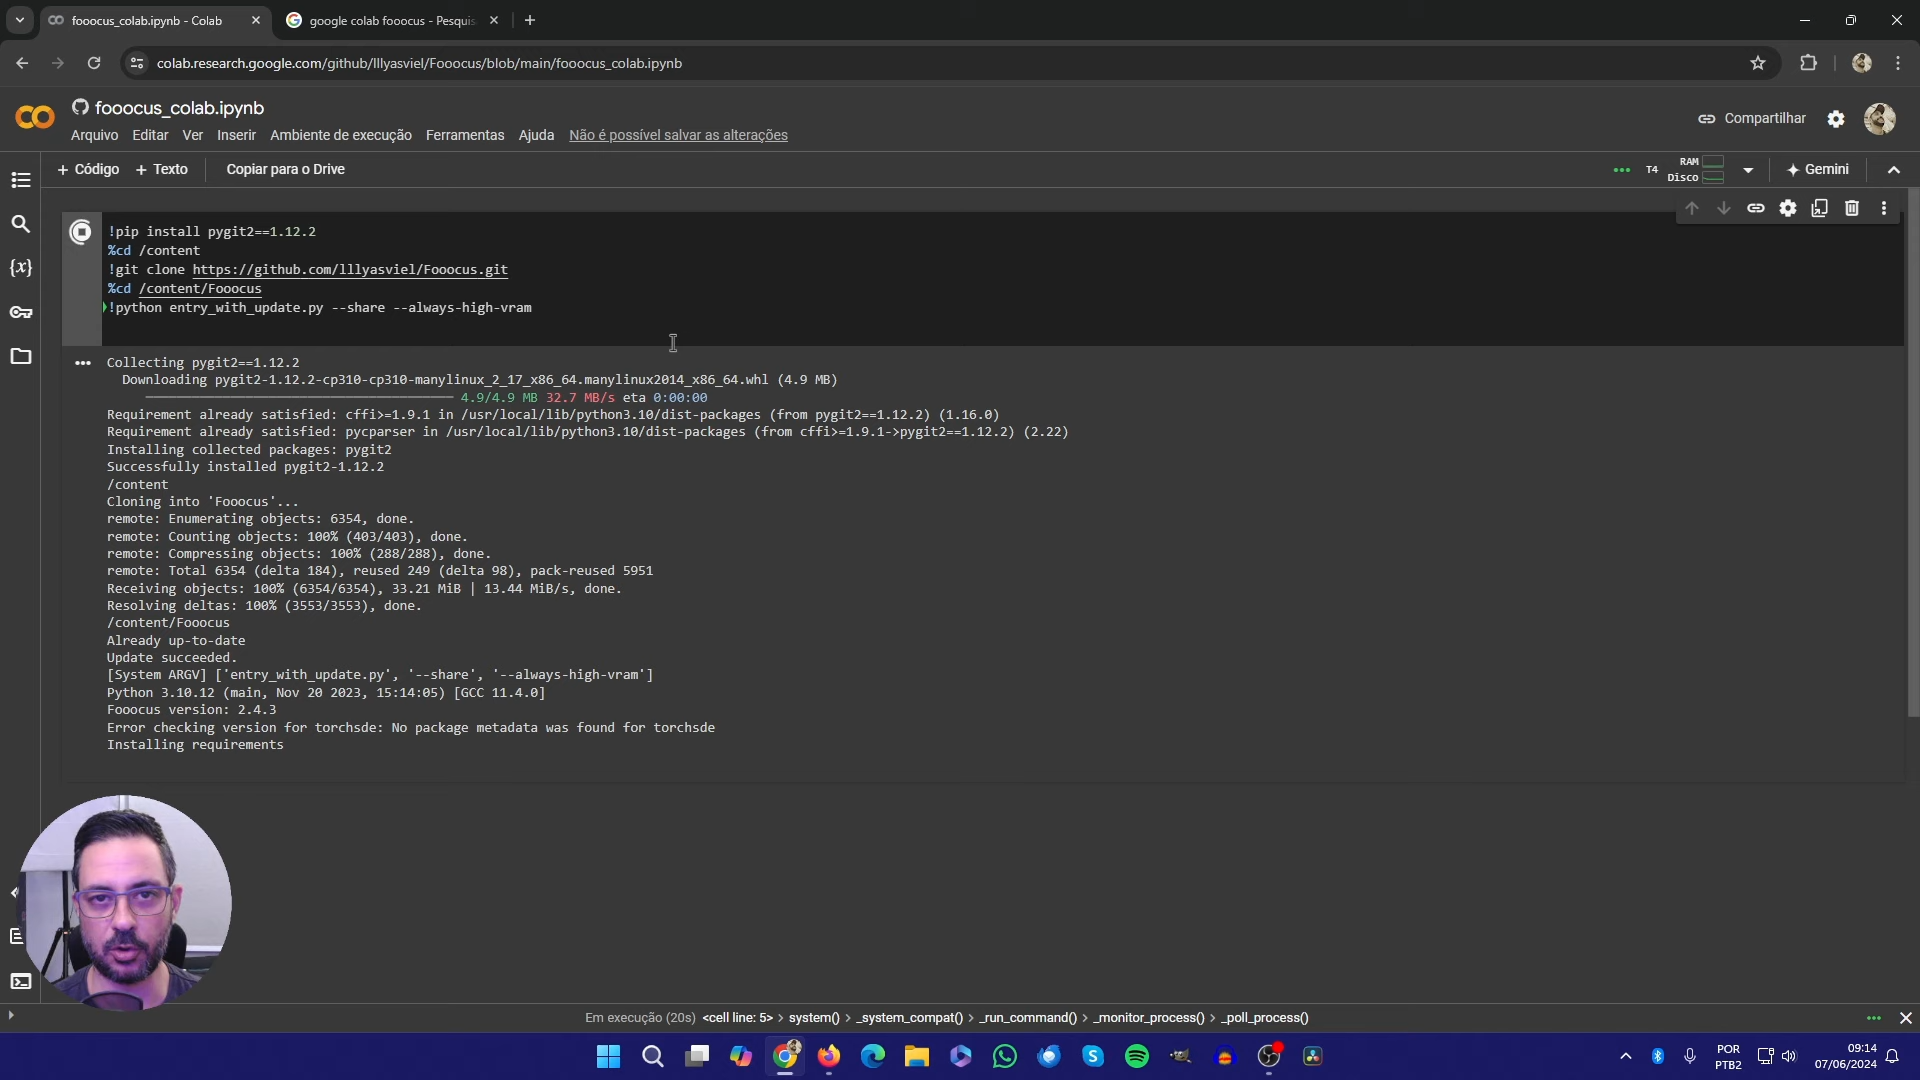 fooocus_colab.ipynb - Colab
google colab fooocus - Pesquis
colab.research.google.com/github/lllyasviel/Fooocus/blob/main/fooocus_colab.ipynb
fooocus_colab.ipynb
Arquivo Editar Ver Inserir Ambiente de execução Ferramentas Ajuda Não é possível salvar as alterações
Compartilhar
+ Código + Texto Copiar para o Drive
T4 RAM
Disco
Gemini
!pip install pygit2==1.12.2
%cd /content
!git clone https://github.com/lllyasviel/Fooocus.git
%cd /content/Fooocus
!python entry_with_update.py --share --always-high-vram
Collecting pygit2==1.12.2
Downloading pygit2-1.12.2-cp310-cp310-manylinux_2_17_x86_64.manylinux2014_x86_64.whl (4.9 MB)
4.9/4.9 MB 32.7 MB/s eta 0:00:00
Requirement already satisfied: cffi>=1.9.1 in /usr/local/lib/python3.10/dist-packages (from pygit2==1.12.2) (1.16.0)
Requirement already satisfied: pycparser in /usr/local/lib/python3.10/dist-packages (from cffi>=1.9.1->pygit2==1.12.2) (2.22)
Installing collected packages: pygit2
Successfully installed pygit2-1.12.2
/content
Cloning into 'Fooocus'...
remote: Enumerating objects: 6354, done.
remote: Counting objects: 100% (403/403), done.
remote: Compressing objects: 100% (288/288), done.
remote: Total 6354 (delta 184), reused 249 (delta 98), pack-reused 5951
Receiving objects: 100% (6354/6354), 33.21 MiB | 13.44 MiB/s, done.
Resolving deltas: 100% (3553/3553), done.
/content/Fooocus
Already up-to-date
Update succeeded.
[System ARGV] ['entry_with_update.py', '--share', '--always-high-vram']
Python 3.10.12 (main, Nov 20 2023, 15:14:05) [GCC 11.4.0]
Fooocus version: 2.4.3
Error checking version for torchsde: No package metadata was found for torchsde
Installing requirements
Em execução (20s) <cell line: 5> > system() > _system_compat() > _run_command() > _monitor_process() > _poll_process()
POR
PTB2
09:14
07/06/2024